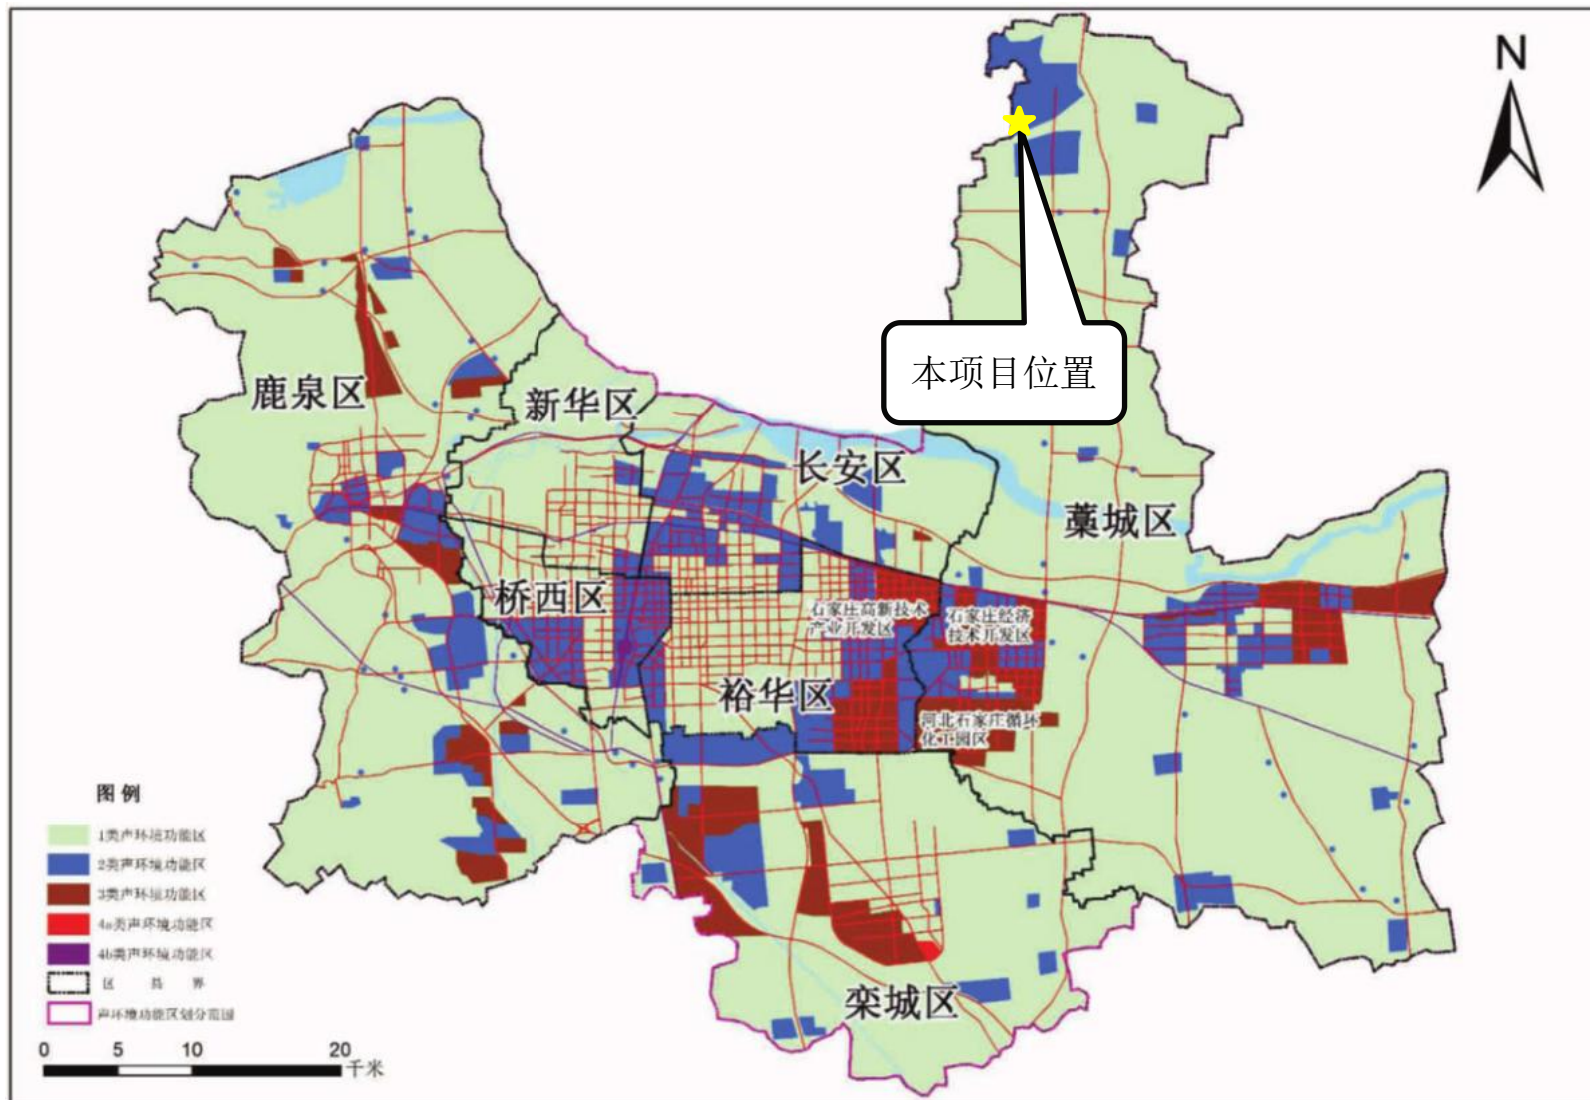 N
本项目位置
鹿泉区
新华区
长安区
藁城区
桥西区
石家庄高新技术
产业开发区
石家庄经济
技术开发区
裕华区
河北石家庄循环
化工园区
栾城区
图例
1类声环境功能区
2类声环境功能区
3类声环境功能区
4a类声环境功能区
4b类声环境功能区
区 县 界
声环境功能区划分范围
0 5 10 20
千米